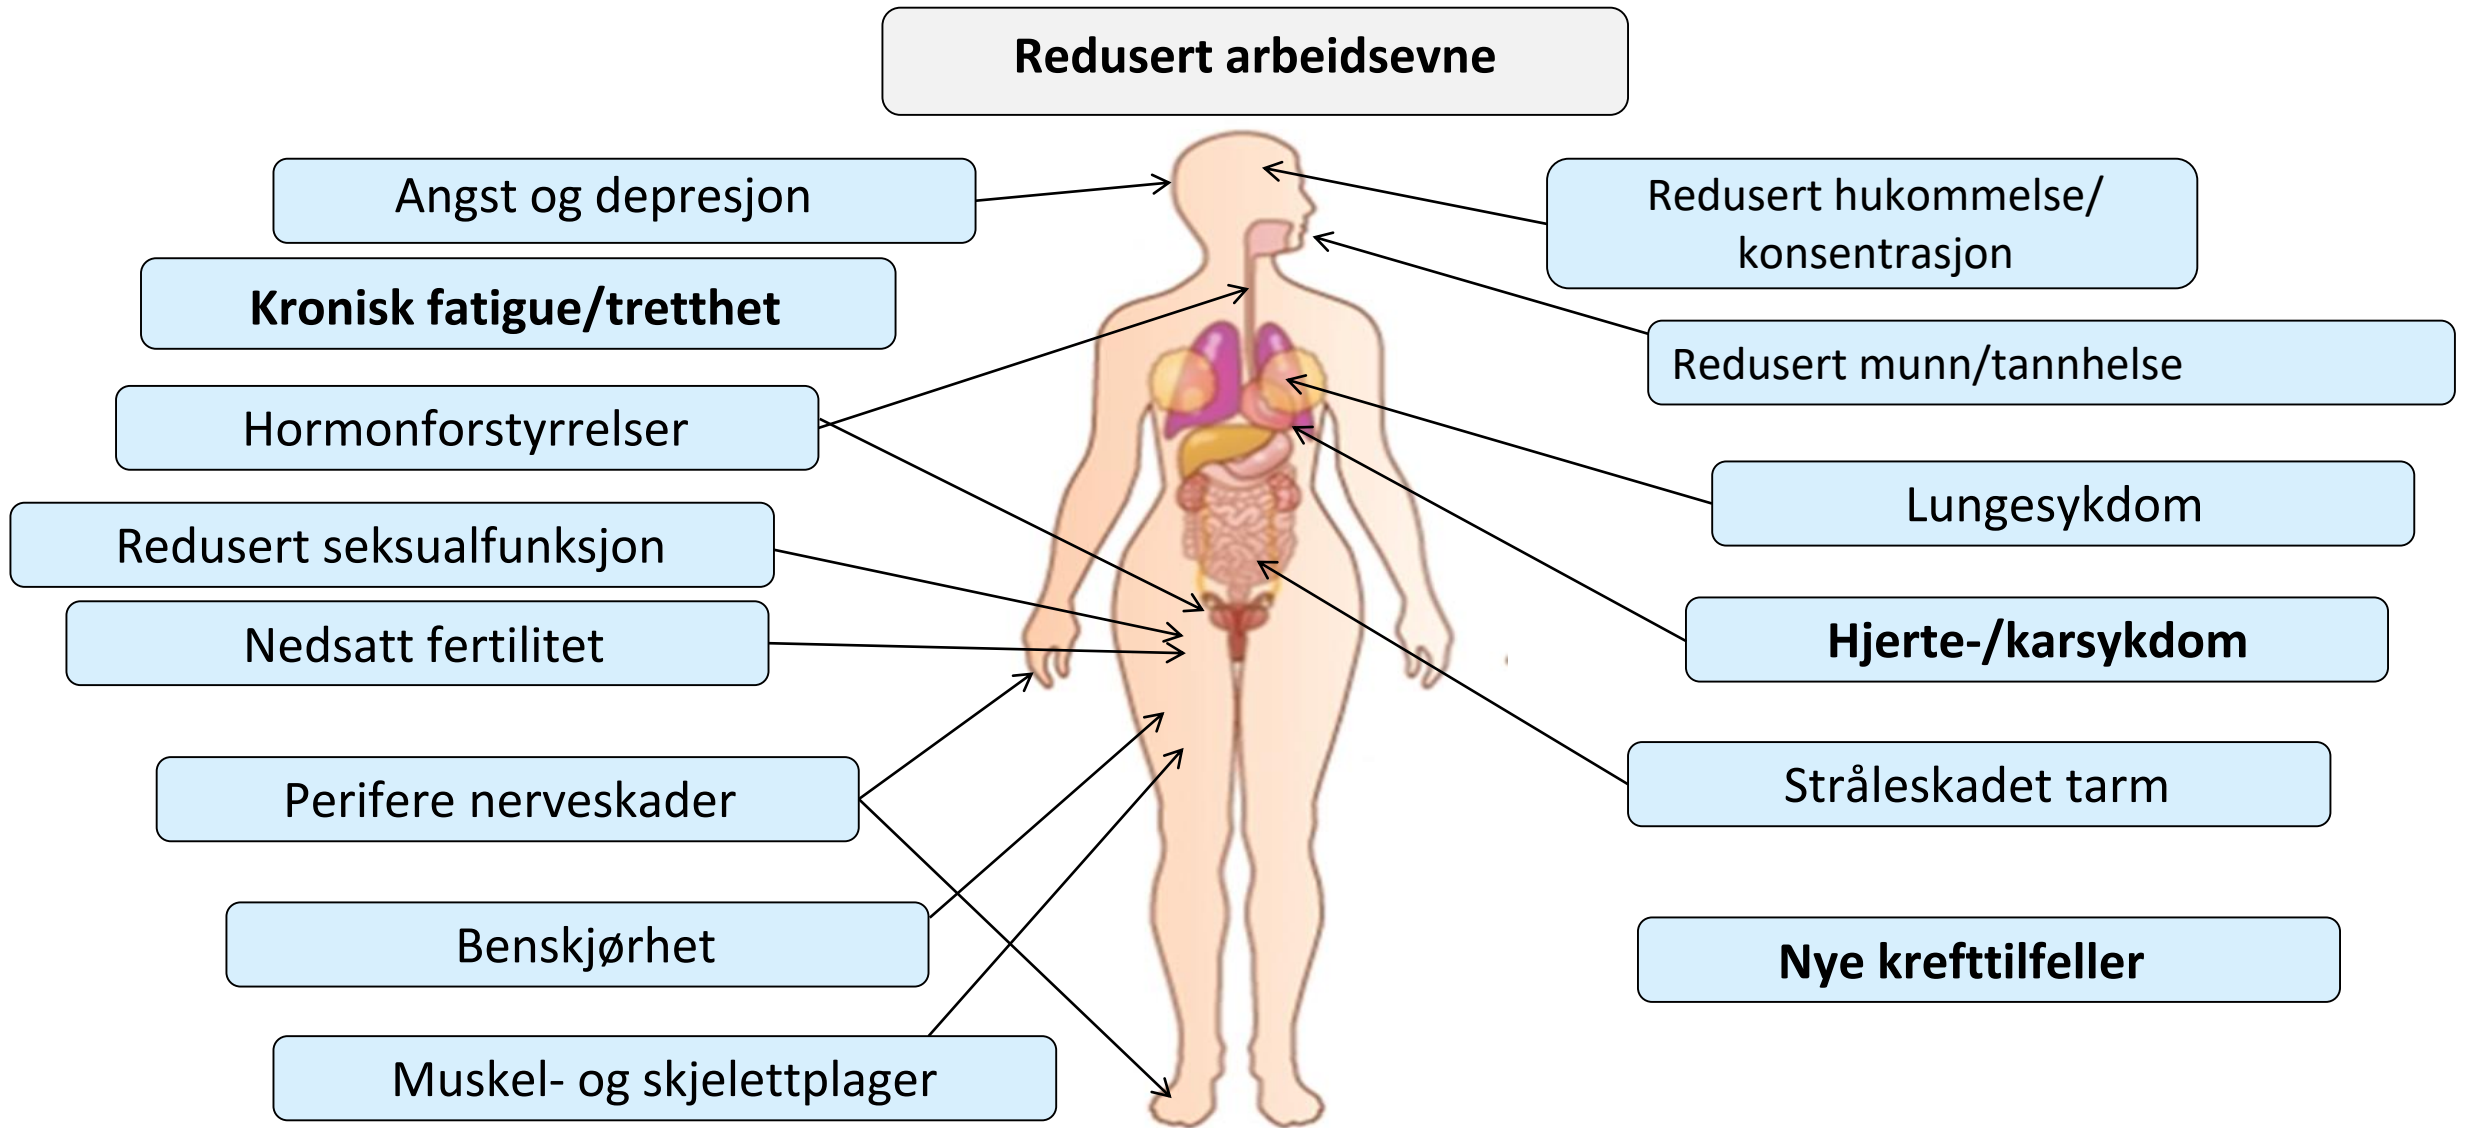 Redusert arbeidsevne
Angst og depresjon
Kronisk fatigue/tretthet
Hormonforstyrrelser
Redusert seksualfunksjon
Nedsatt fertilitet
Perifere nerveskader
Benskjørhet
Muskel- og skjelettplager
Redusert hukommelse/
konsentrasjon
Redusert munn/tannhelse
Lungesykdom
Hjerte-/karsykdom
Stråleskadet tarm
Nye krefttilfeller